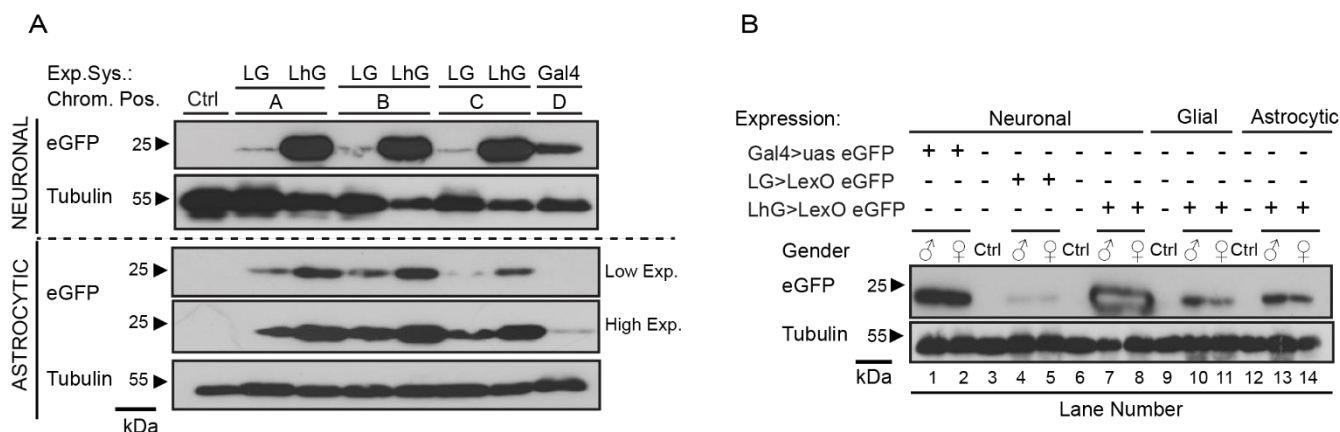 A
Exp.Sys.: LG LhG LG LhG LG LhG Gal4
Chrom. Pos. Ctrl A B C D
NEURONAL
eGFP 25
Tubulin 55
ASTROCYTIC
eGFP 25 Low Exp.
25 High Exp.
Tubulin 55
kDa
B
Expression: Neuronal Glial Astrocytic
Gal4>uas eGFP + + - - - - - - - - - - - -
LG>LexO eGFP - - - + + - - - - - - - - -
LhG>LexO eGFP - - - - - - + + - + + - + +
Gender ♂ ♀ Ctrl ♂ ♀ Ctrl ♂ ♀ Ctrl ♂ ♀ Ctrl ♂ ♀
eGFP 25
Tubulin 55
kDa 1 2 3 4 5 6 7 8 9 10 11 12 13 14
Lane Number